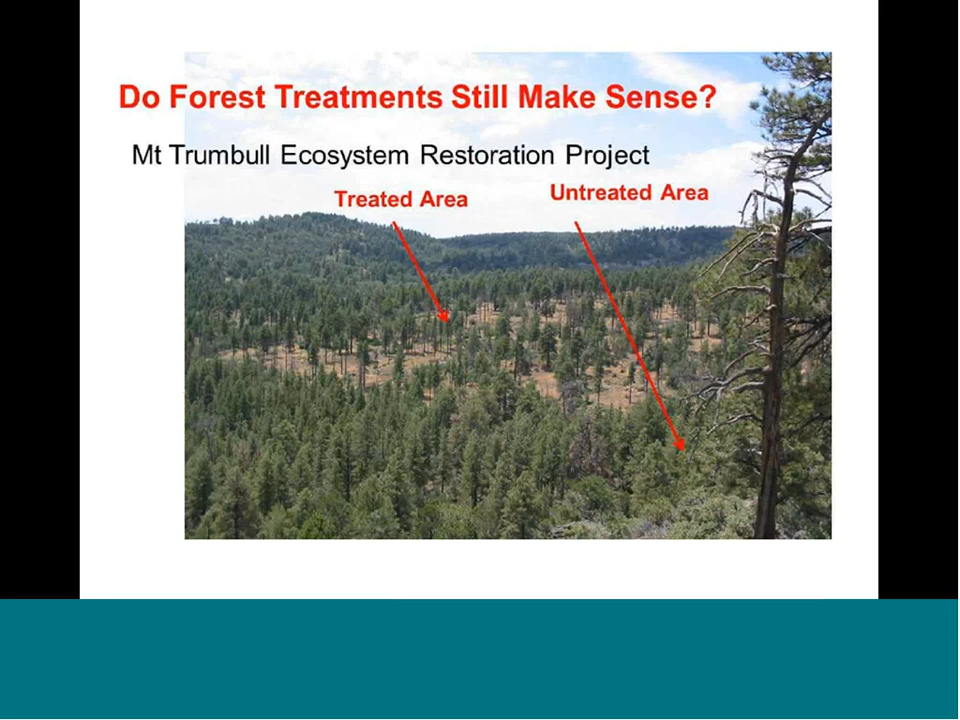 Do Forest Treatments Still Make Sense?
Mt Trumbull Ecosystem Restoration Project
Treated Area
Untreated Area